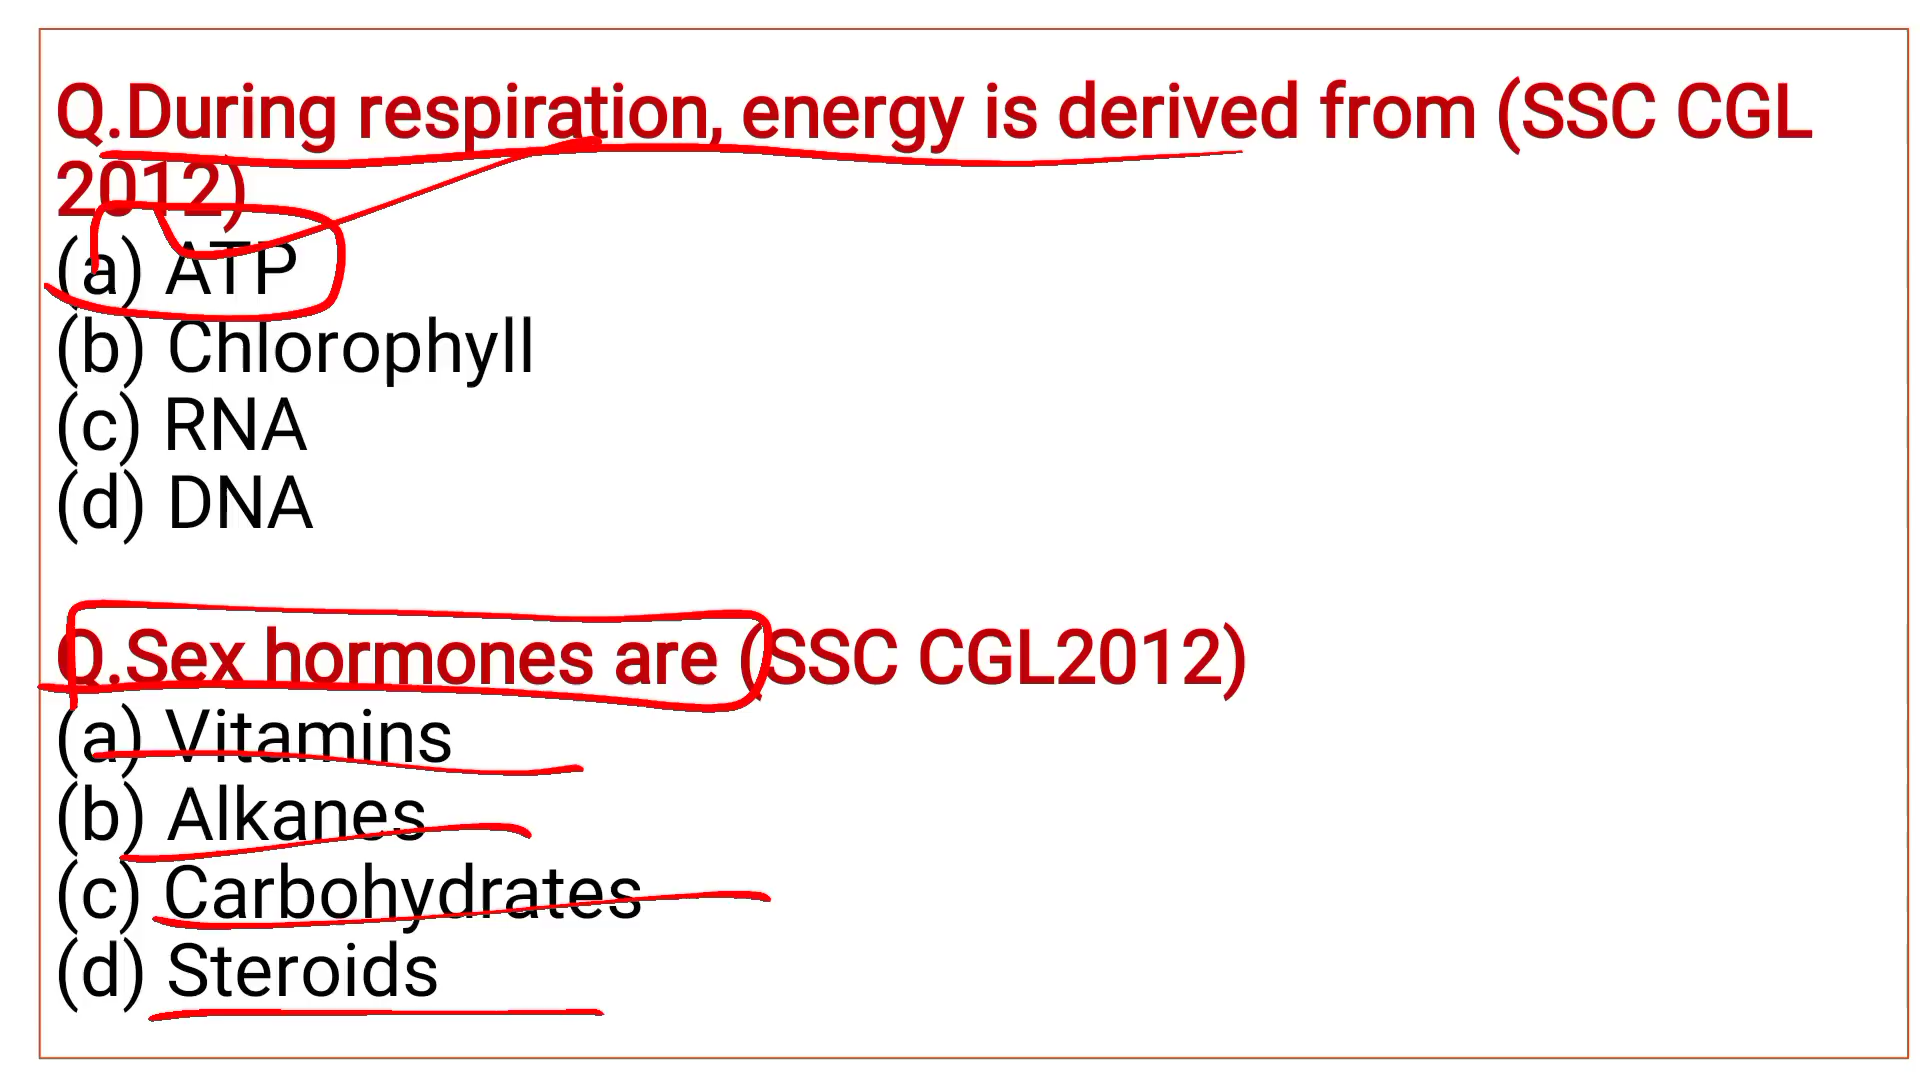 Q.During respiration, energy is derived from (SSC CGL
2012)
(a) ATP
(b) Chlorophyll
(c) RNA
(d) DNA
Q.Sex hormones are (SSC CGL2012)
(a) Vitamins
(b) Alkanes
(c) Carbohydrates
(d) Steroids